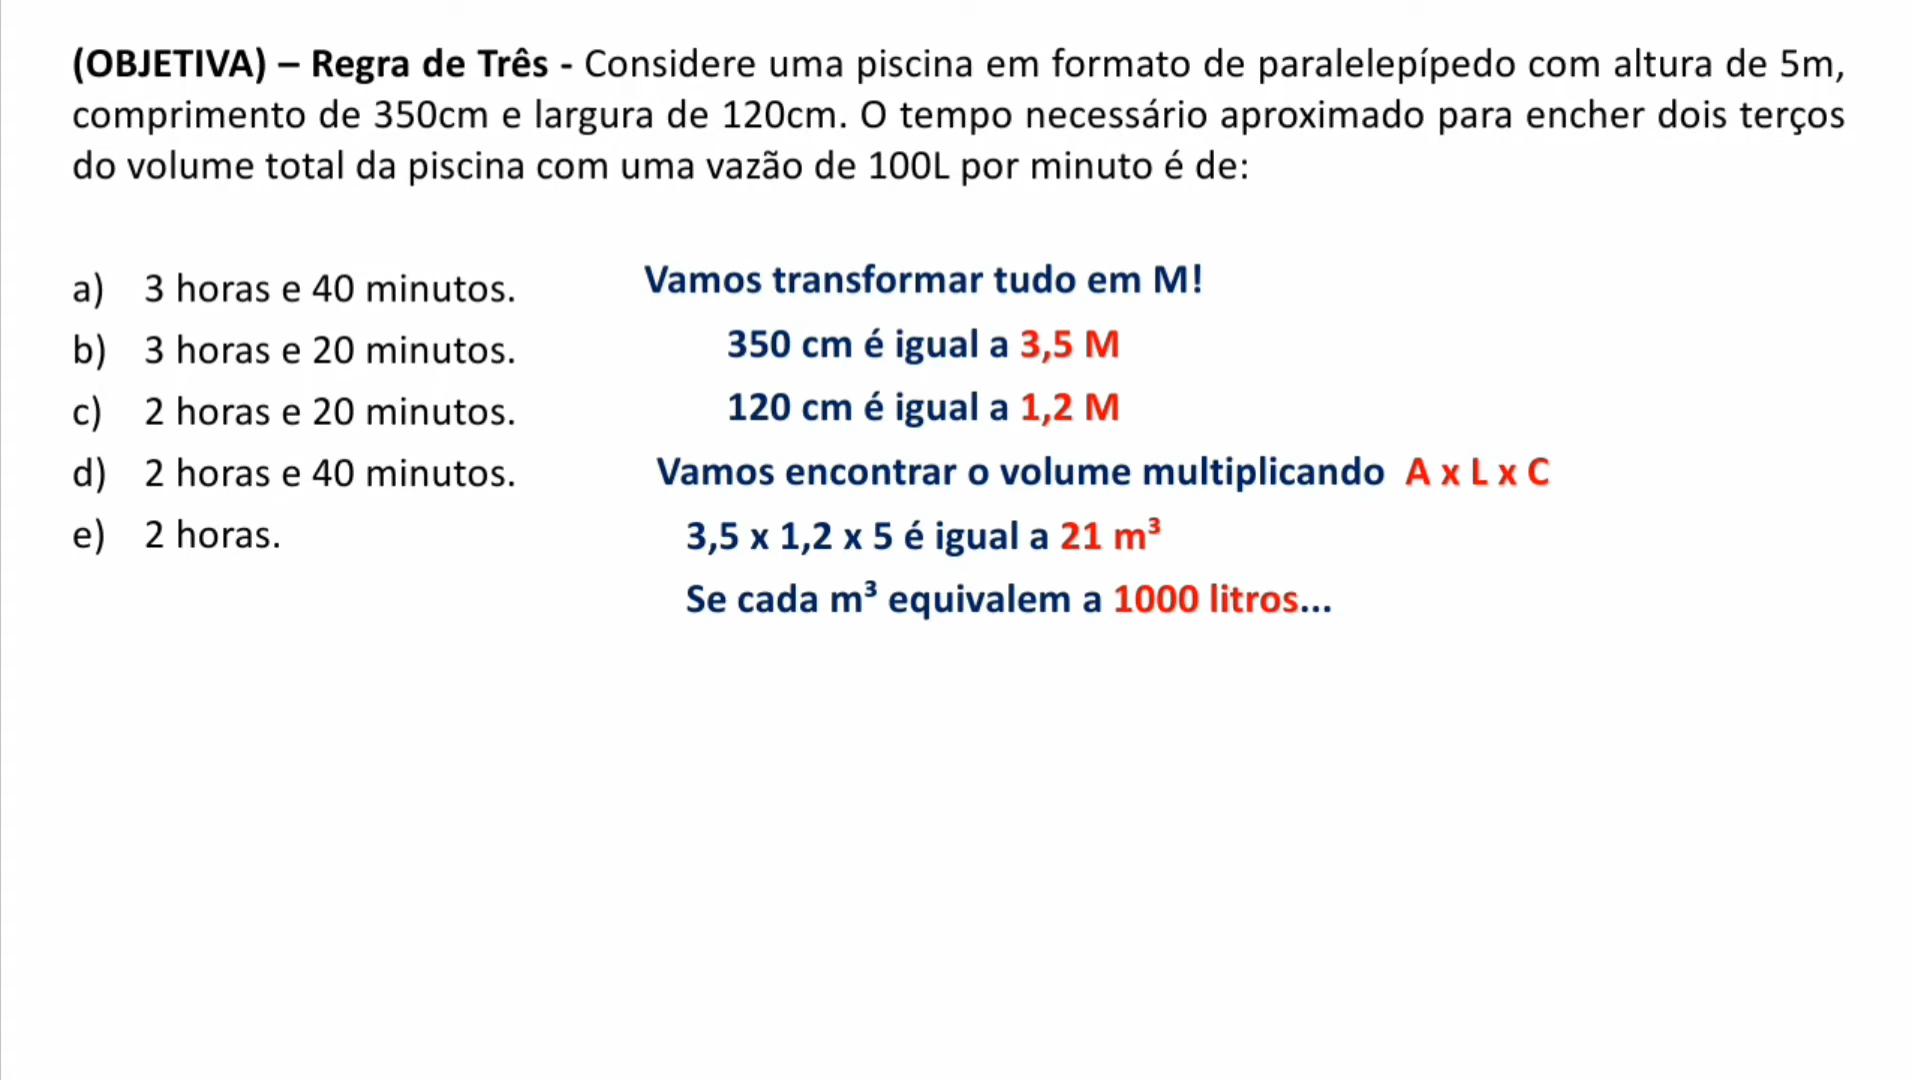 (OBJETIVA) – Regra de Três - Considere uma piscina em formato de paralelepípedo com altura de 5m,
comprimento de 350cm e largura de 120cm. O tempo necessário aproximado para encher dois terços
do volume total da piscina com uma vazão de 100L por minuto é de:
a) 3 horas e 40 minutos.
b) 3 horas e 20 minutos.
c) 2 horas e 20 minutos.
d) 2 horas e 40 minutos.
e) 2 horas.
Vamos transformar tudo em M!
350 cm é igual a 3,5 M
120 cm é igual a 1,2 M
Vamos encontrar o volume multiplicando A x L x C
3,5 x 1,2 x 5 é igual a 21 m³
Se cada m³ equivalem a 1000 litros...